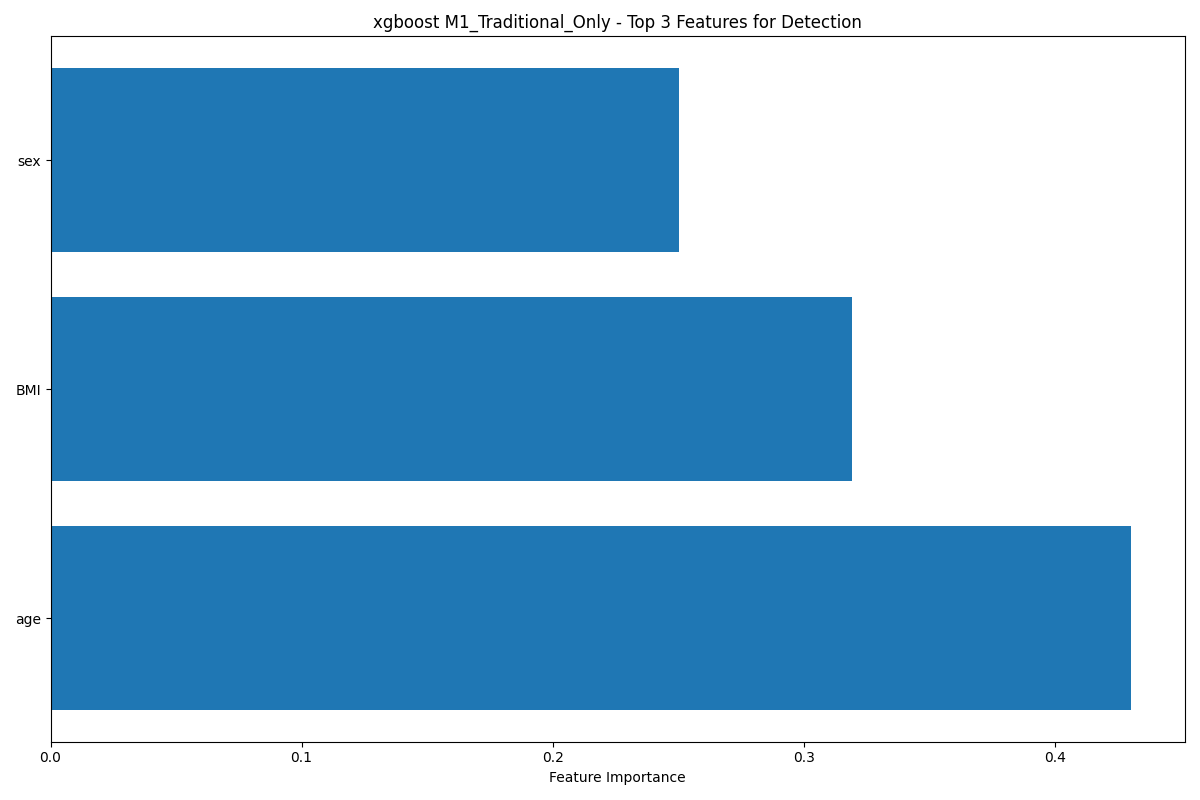 xgboost M1_Traditional_Only - Top 3 Features for Detection
sex
BMI
age
0.0 0.1 0.2 0.3 0.4
Feature Importance